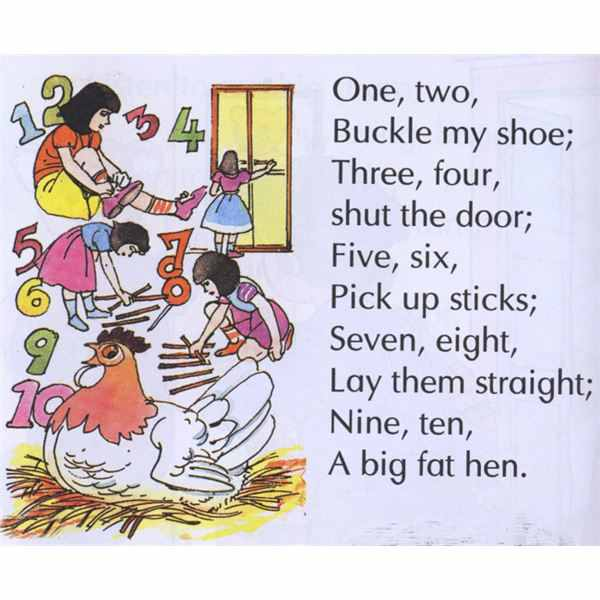 1 2 3 4
5
6
7
8
9
10
One, two,
Buckle my shoe;
Three, four,
shut the door;
Five, six,
Pick up sticks;
Seven, eight,
Lay them straight;
Nine, ten,
A big fat hen.